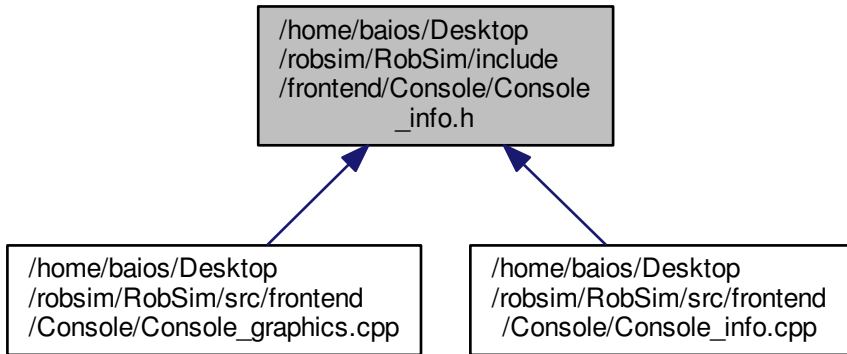 /home/baios/Desktop
/robsim/RobSim/include
/frontend/Console/Console
_info.h
/home/baios/Desktop
/robsim/RobSim/src/frontend
/Console/Console_graphics.cpp
/home/baios/Desktop
/robsim/RobSim/src/frontend
/Console/Console_info.cpp